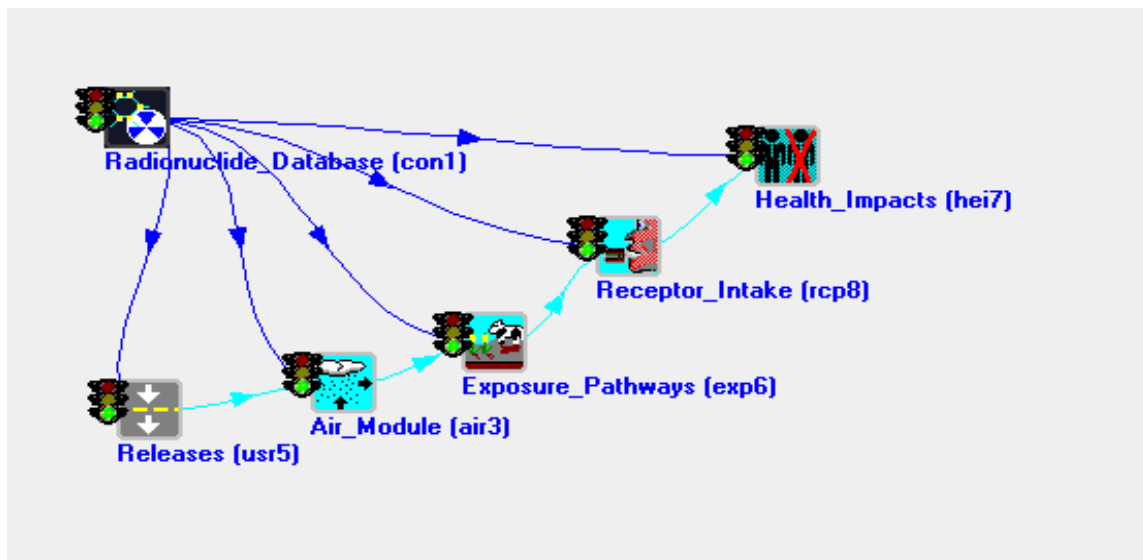 Radionuclide_Database (con1)
Health_Impacts (hei7)
Receptor_Intake (rcp8)
Exposure_Pathways (exp6)
Air_Module (air3)
Releases (usr5)